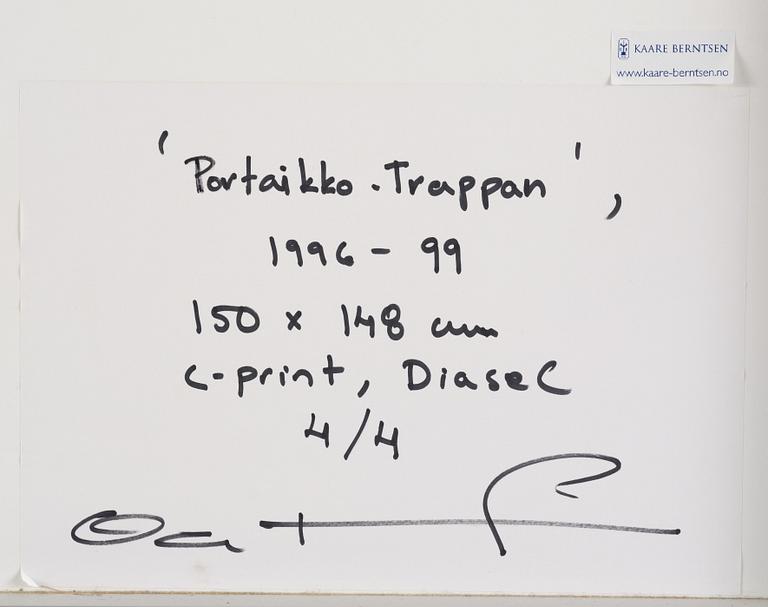 KAARE BERNTSEN
www.kaare-berntsen.no
'Portaikko . Trappan',
1996 - 99
150 x 148 cm
c-print, Diasec
4/4